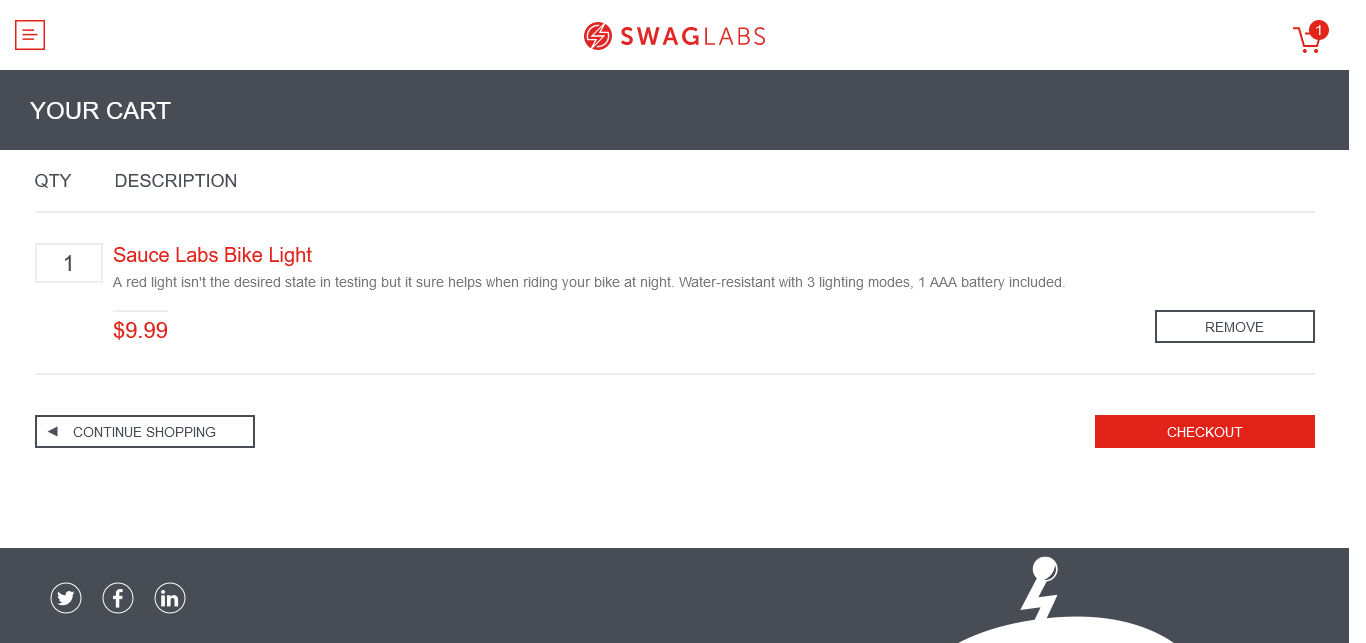 SWAGLABS
1
YOUR CART
QTY DESCRIPTION
1
Sauce Labs Bike Light
A red light isn't the desired state in testing but it sure helps when riding your bike at night. Water-resistant with 3 lighting modes, 1 AAA battery included.
$9.99
REMOVE
CONTINUE SHOPPING
CHECKOUT